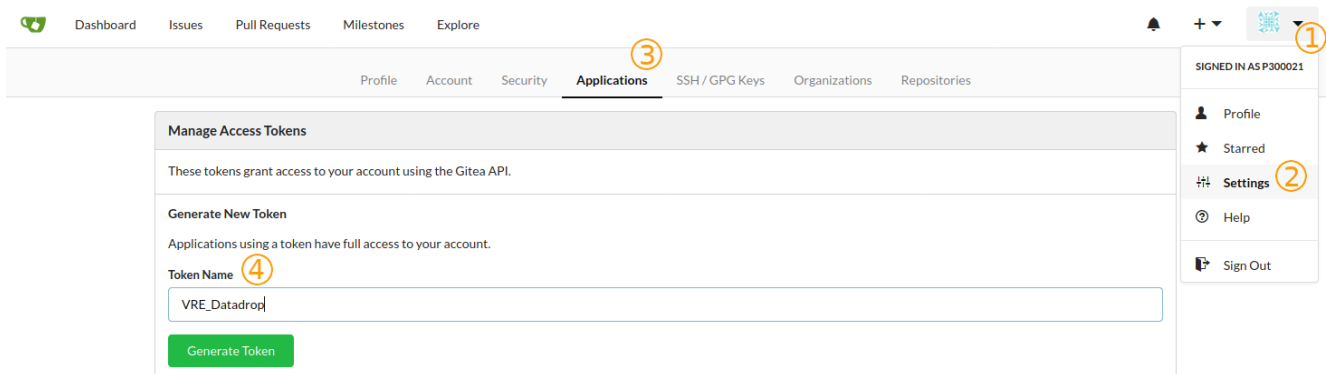 Dashboard Issues Pull Requests Milestones Explore
1
3
Profile Account Security Applications SSH / GPG Keys Organizations Repositories
SIGNED IN AS P300021
Profile
Starred
Settings 2
Help
Sign Out
Manage Access Tokens
These tokens grant access to your account using the Gitea API.
Generate New Token
Applications using a token have full access to your account.
Token Name 4
VRE_Datadrop
Generate Token